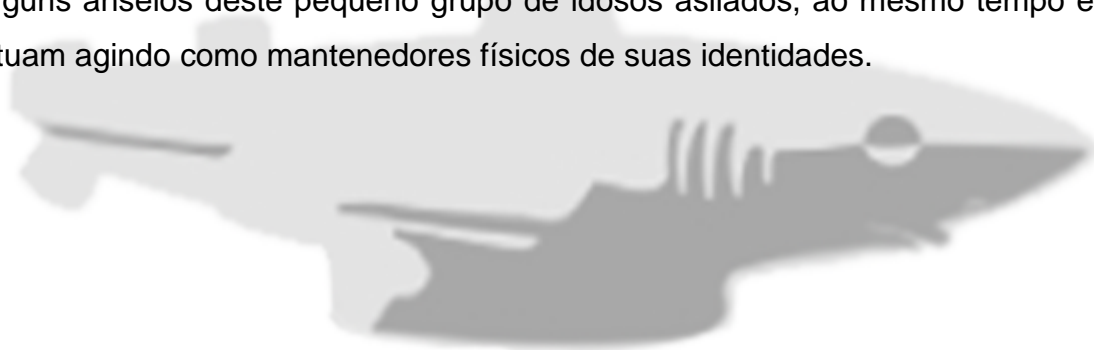 guns anseios deste pequeno grupo de idosos asilados, ao mesmo tempo e
tuam agindo como mantenedores físicos de suas identidades.